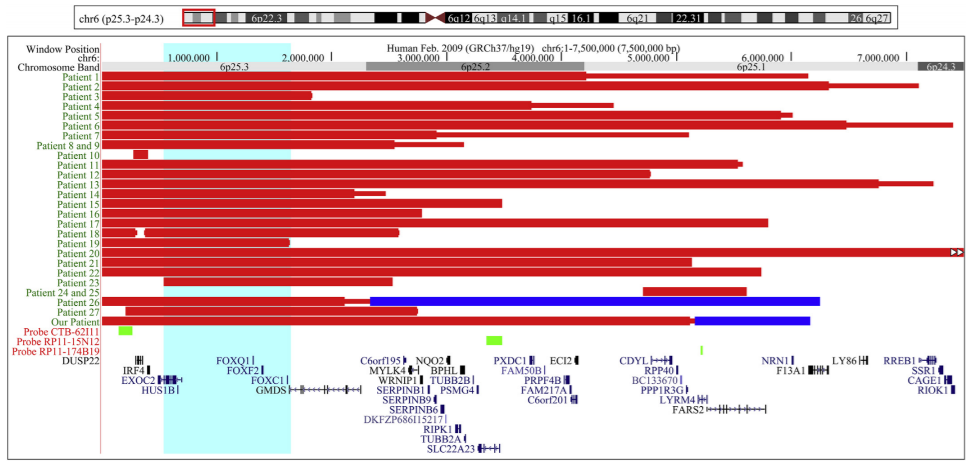 chr6 (p25.3-p24.3) 6p22.3 6q12 6q13 q14.1 q15 16.1 6q21 22.31 26 6q27
Window Position Human Feb. 2009 (GRCh37/hg19) chr6:1-7,500,000 (7,500,000 bp)
chr6: 1,000,000 2,000,000 3,000,000 4,000,000 5,000,000 6,000,000 7,000,000
Chromosome Band 6p25.3 6p25.2 6p25.1 6p24.3
Patient 1
Patient 2
Patient 3
Patient 4
Patient 5
Patient 6
Patient 7
Patient 8 and 9
Patient 10
Patient 11
Patient 12
Patient 13
Patient 14
Patient 15
Patient 16
Patient 17
Patient 18
Patient 19
Patient 20
Patient 21
Patient 22
Patient 23
Patient 24 and 25
Patient 26
Patient 27
Our Patient
Probe CTB-62I11
Probe RP11-15N12
Probe RP11-174B19
DUSP22 FOXQ1 C6orf195 NQO2 PXDC1 ECI2 CDYL NRN1 LY86 RREB1
IRF4 FOXF2 MYLK4 BPHL FAM50B RPP40 F13A1 SSR1
EXOC2 FOXC1 WRNIP1 TUBB2B PRPF4B BC133670 CAGE1
HUS1B GMDS SERPINB1 PSMG4 FAM217A PPP1R3G RIOK1
SERPINB9 C6orf201 LYRM4
SERPINB6 FARS2
DKFZP686I15217
RIPK1
TUBB2A
SLC22A23